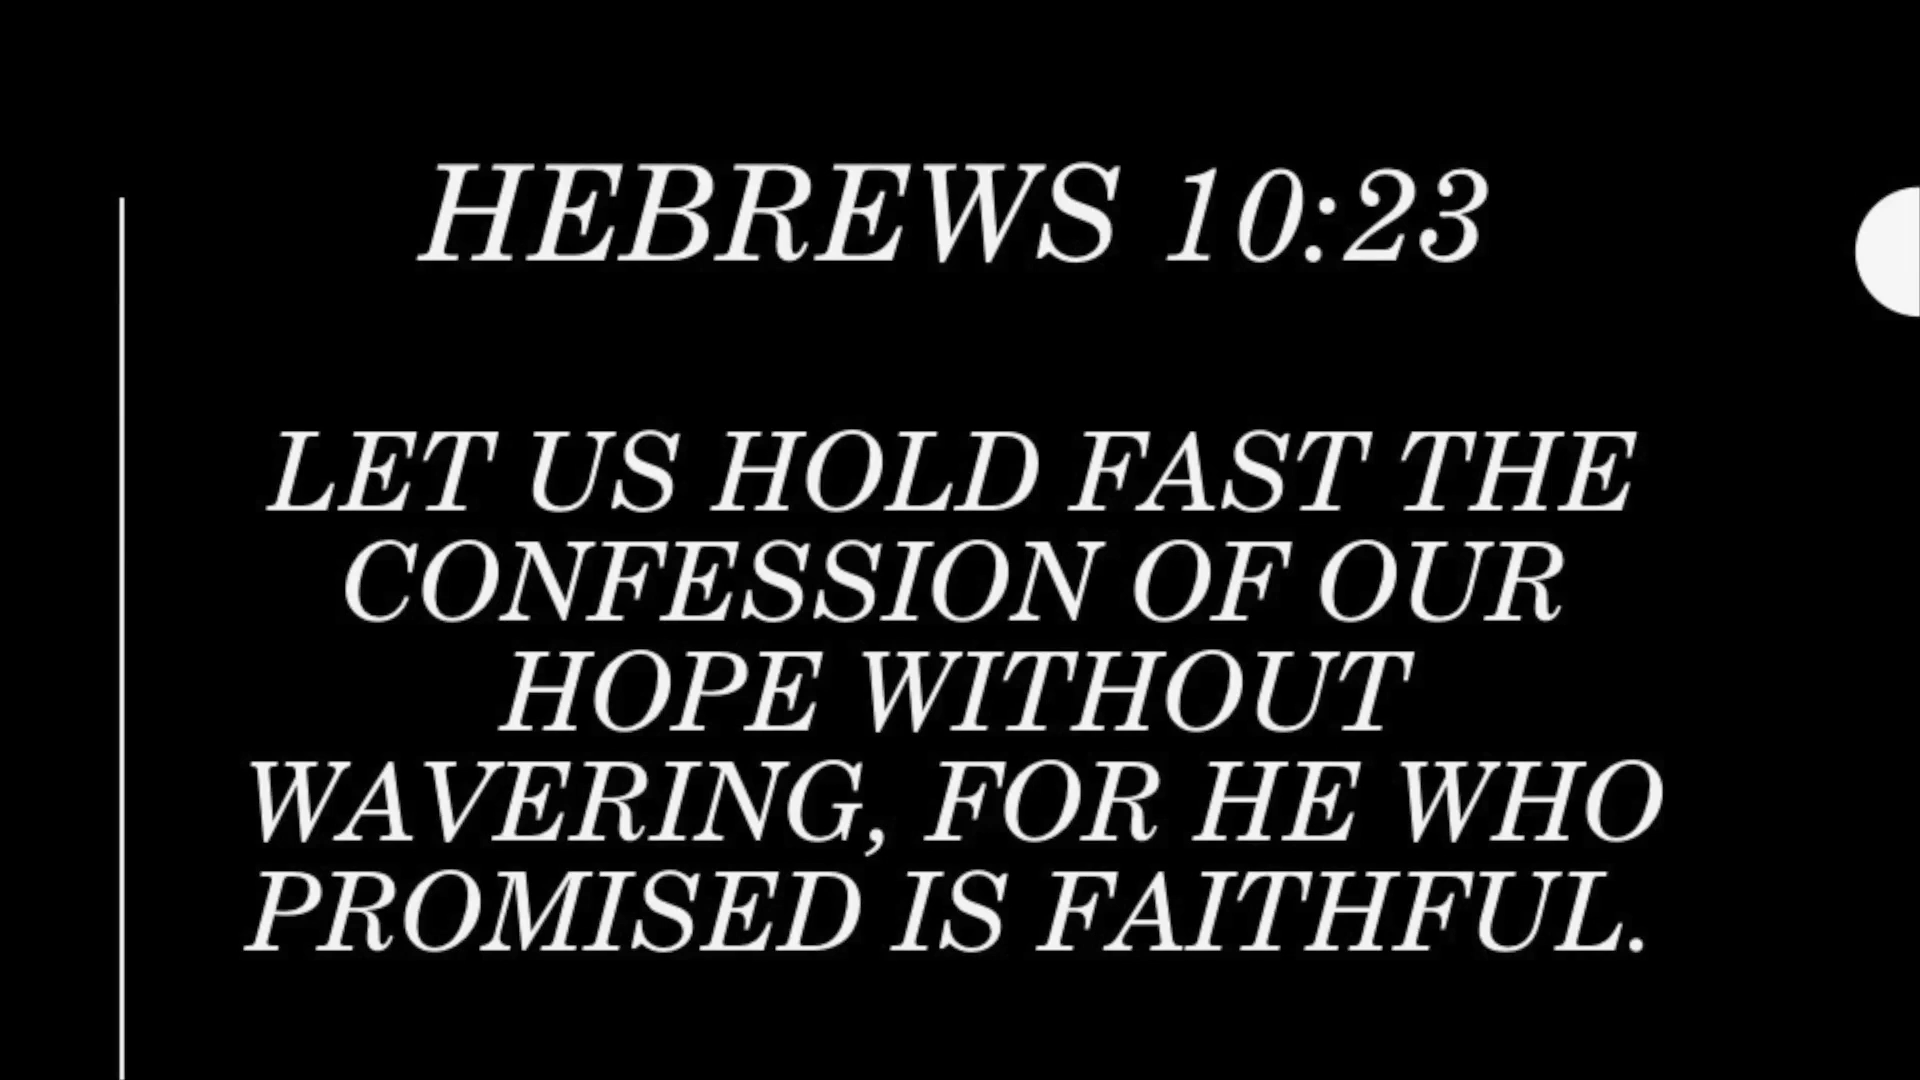 HEBREWS 10:23
LET US HOLD FAST THE
CONFESSION OF OUR
HOPE WITHOUT
WAVERING, FOR HE WHO
PROMISED IS FAITHFUL.